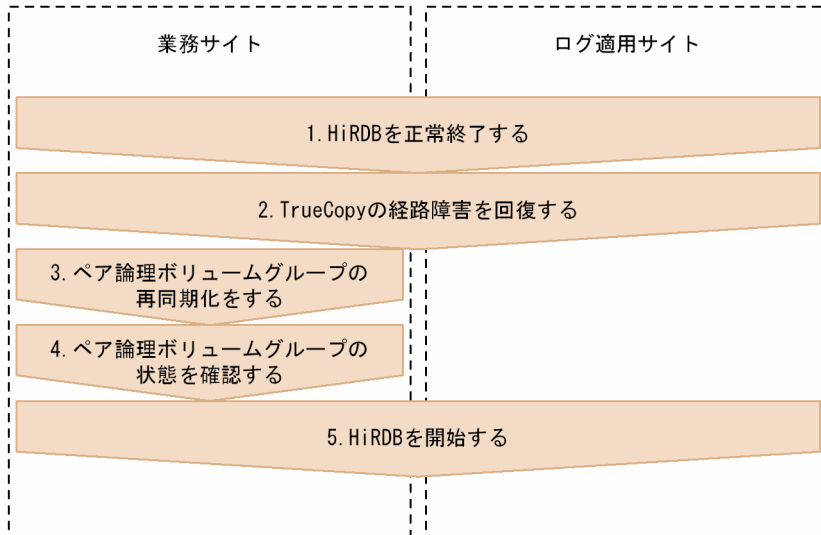 業務サイト
ログ適用サイト
1.HiRDBを正常終了する
2.TrueCopyの経路障害を回復する
3.ペア論理ボリュームグループの
再同期化をする
4.ペア論理ボリュームグループの
状態を確認する
5.HiRDBを開始する